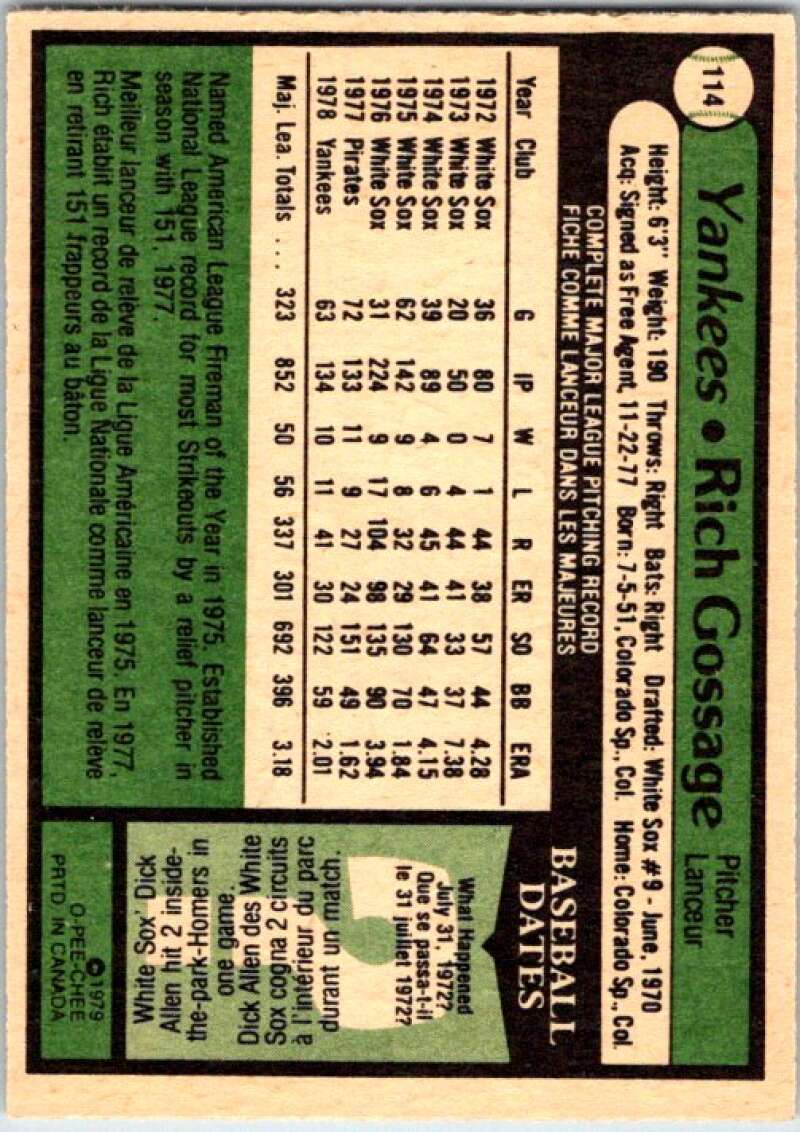 114
Yankees • Rich Gossage
Pitcher
Lanceur
Height: 6'3" Weight: 190 Throws: Right Bats: Right Drafted: White Sox #9 - June, 1970
Acq: Signed as Free Agent, 11-22-77 Born: 7-5-51, Colorado Sp., Col. Home: Colorado Sp., Col.
COMPLETE MAJOR LEAGUE PITCHING RECORD
FICHE COMME LANCEUR DANS LES MAJEURES
Year Club G IP W L R ER SO BB ERA
1972 White Sox 36 80 7 1 44 38 57 44 4.28
1973 White Sox 20 50 0 4 44 41 33 37 7.38
1974 White Sox 39 89 4 6 45 41 64 47 4.15
1975 White Sox 62 142 9 8 32 29 130 70 1.84
1976 White Sox 31 224 9 17 104 98 135 90 3.94
1977 Pirates 72 133 11 9 27 24 151 49 1.62
1978 Yankees 63 134 10 11 41 30 122 59 2.01
Maj. Lea. Totals . . . 323 852 50 56 337 301 692 396 3.18
Named American League Fireman of the Year in 1975. Established
National League record for most Strikeouts by a relief pitcher in
season with 151, 1977.
Meilleur lanceur de relève de la Ligue Américaine en 1975. En 1977,
Rich établit un record de la Ligue Nationale comme lanceur de relève
en retirant 151 frappeurs au bâton.
BASEBALL
DATES
What Happened
July 31, 1972?
Que se passa-t-il
le 31 juillet 1972?
White Sox' Dick
Allen hit 2 inside-
the-park-Homers in
one game.
Dick Allen des White
Sox cogna 2 circuits
à l'intérieur du parc
durant un match.
© 1979
O-PEE-CHEE
PRTD. IN CANADA